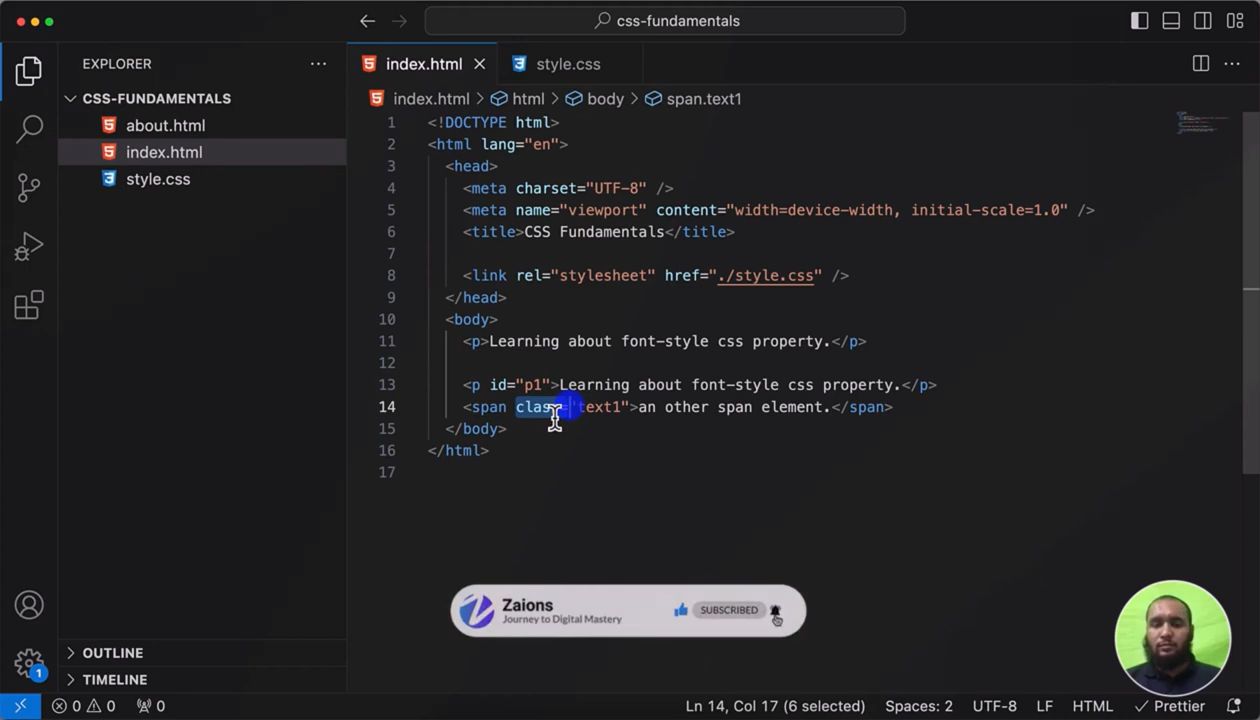 css-fundamentals
EXPLORER
CSS-FUNDAMENTALS
about.html
index.html
style.css
index.html
style.css
index.html > html > body > span.text1
1 <!DOCTYPE html>
2 <html lang="en">
3 <head>
4 <meta charset="UTF-8" />
5 <meta name="viewport" content="width=device-width, initial-scale=1.0" />
6 <title>CSS Fundamentals</title>
7
8 <link rel="stylesheet" href="./style.css" />
9 </head>
10 <body>
11 <p>Learning about font-style css property.</p>
12
13 <p id="p1">Learning about font-style css property.</p>
14 <span class="text1">an other span element.</span>
15 </body>
16 </html>
17
Zaions
Journey to Digital Mastery
SUBSCRIBED
1
OUTLINE
TIMELINE
0 0 0 Ln 14, Col 17 (6 selected) Spaces: 2 UTF-8 LF HTML Prettier